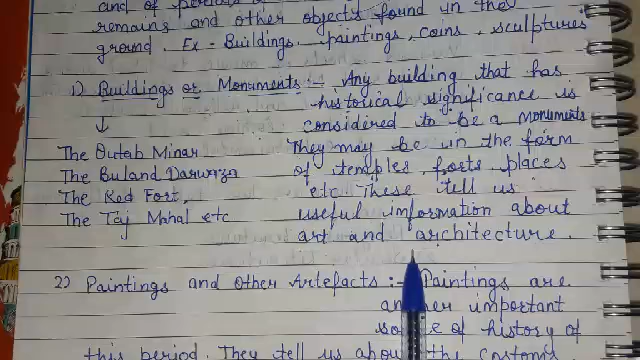 and of
remains and other objects found in the
ground. Ex - Buildings, paintings, coins, sculptures
1) Buildings or Monuments :- Any building that has
historical significance is
considered to be a monuments
The Qutab Minar They may be in the form
The Buland Darwaza of temples, forts, places
The Red Fort, etc. These tell us
The Taj Mahal etc useful information about
art and architecture.
2) Paintings and other Artefacts :- Paintings are
important
of history of
this period. They tell us about the